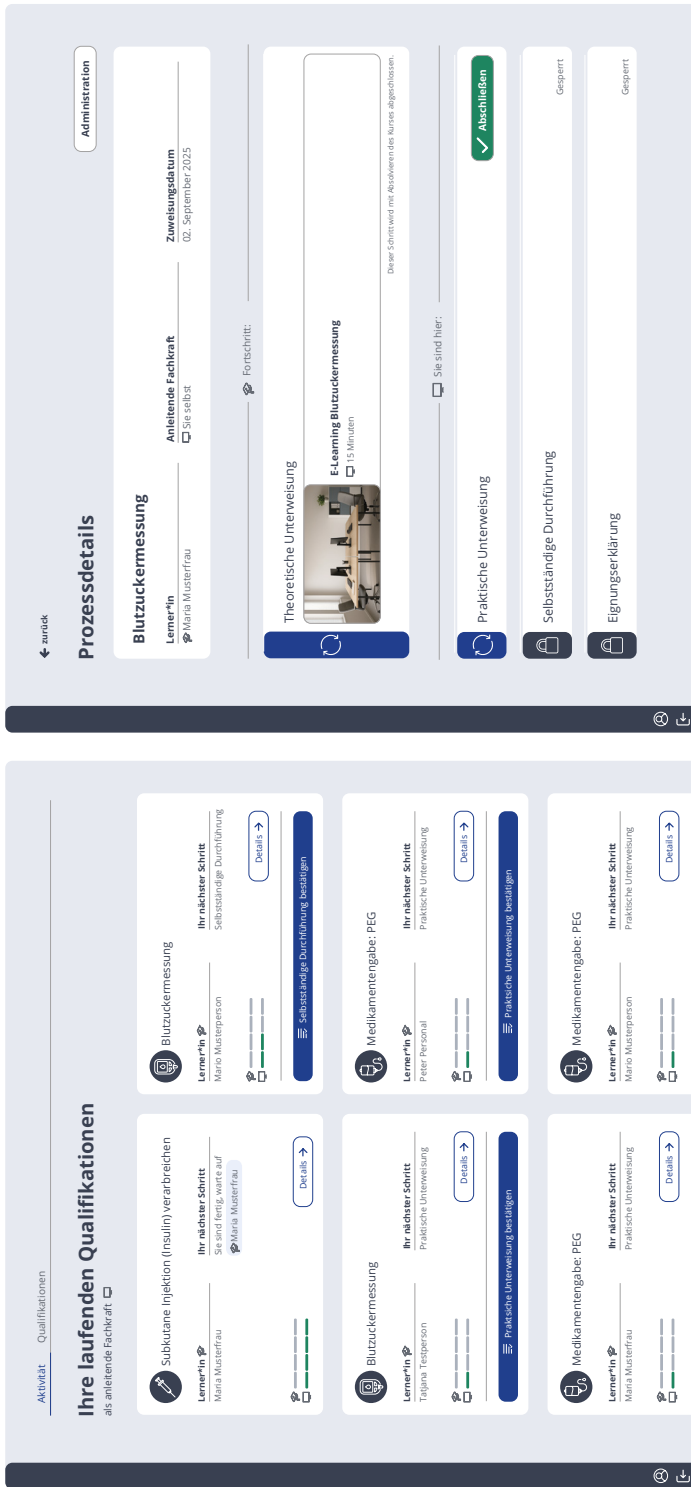 Aktivität Qualifikationen
Ihre laufenden Qualifikationen
als anleitende Fachkraft
Subkutane Injektion (Insulin) verarbreichen
Lerner*in
Maria Musterfrau
Ihr nächster Schritt
Sie sind fertig, warte auf
Maria Musterfrau
Details
Blutzuckermessung
Lerner*in
Mario Musterperson
Ihr nächster Schritt
Selbstständige Durchführung
Details
Selbstständige Durchführung bestätigen
Blutzuckermessung
Lerner*in
Tatjana Testperson
Ihr nächster Schritt
Praktische Unterweisung
Details
Praktsiche Unterweisung bestätigen
Medikamentengabe: PEG
Lerner*in
Peter Personal
Ihr nächster Schritt
Praktische Unterweisung
Details
Praktsiche Unterweisung bestätigen
Medikamentengabe: PEG
Lerner*in
Maria Musterfrau
Ihr nächster Schritt
Praktische Unterweisung
Details
Medikamentengabe: PEG
Lerner*in
Mario Musterperson
Ihr nächster Schritt
Praktische Unterweisung
Details
zurück
Prozessdetails
Administration
Blutzuckermessung
Lerner*in
Maria Musterfrau
Anleitende Fachkraft
Sie selbst
Zuweisungsdatum
02. September 2025
Fortschritt:
Theoretische Unterweisung
E-Learning Blutzuckermessung
15 Minuten
Dieser Schritt wird mit Absolvieren des Kurses abgeschlossen.
Sie sind hier:
Praktische Unterweisung
Abschließen
Selbstständige Durchführung
Gesperrt
Eignungserklärung
Gesperrt